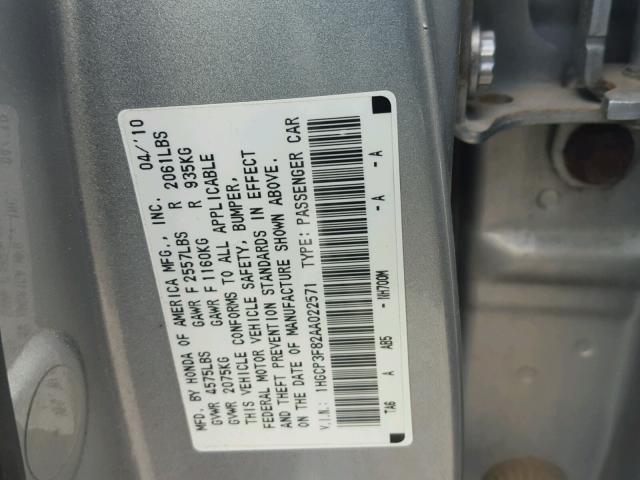 MFD. BY HONDA OF AMERICA MFG., INC. 04/'10
GVWR 4575LBS GAWR F 2557LBS R 2061LBS
GVWR 2075KG GAWR F 1160KG R 935KG
THIS VEHICLE CONFORMS TO ALL APPLICABLE
FEDERAL MOTOR VEHICLE SAFETY, BUMPER,
AND THEFT PREVENTION STANDARDS IN EFFECT
ON THE DATE OF MANUFACTURE SHOWN ABOVE.
V.I.N.: 1HGCP3F82AA022571 TYPE: PASSENGER CAR
TA6 A AB5 - NH700M - A - A